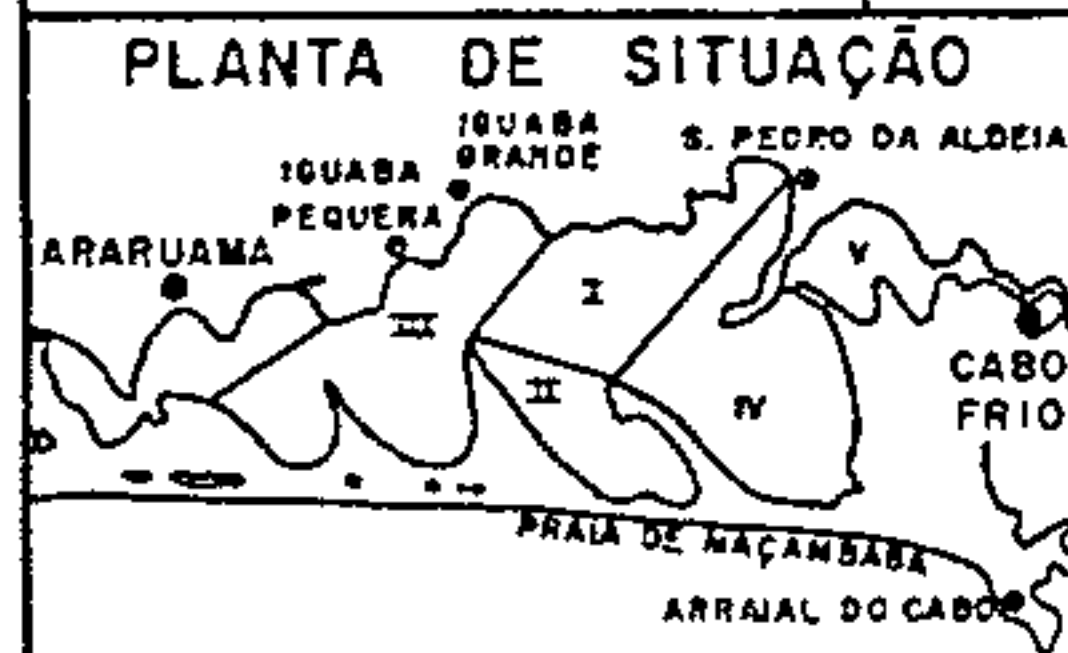 PLANTA DE SITUAÇÃO
IGUABA
GRANDE
S. PEDRO DA ALDEIA
IGUABA
PEQUENA
ARARUAMA
V
I
III
II
IV
CABO
FRIO
PRAIA DE MAÇAMBABA
ARRAIAL DO CABO